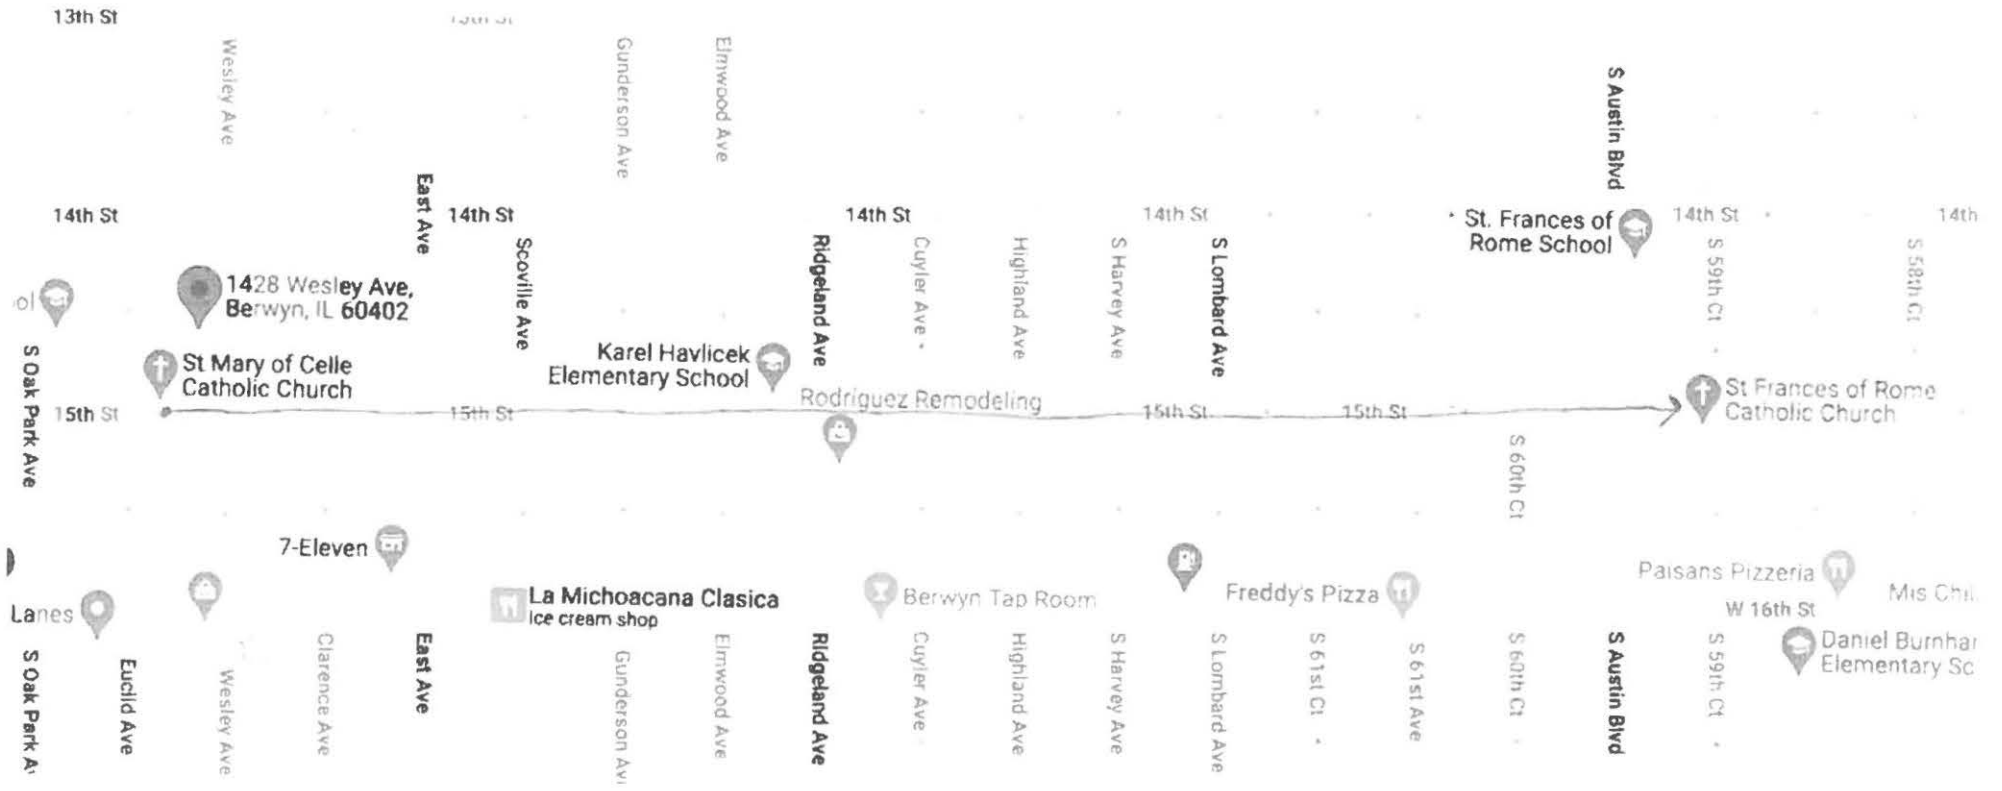 13th St
13th St
Wesley Ave
Gunderson Ave
Elmwood Ave
S Austin Blvd
14th St
East Ave
14th St
14th St
14th St
St. Frances of
Rome School
14th St
14th
Scoville Ave
Ridgeland Ave
Cuyler Ave
Highland Ave
S Harvey Ave
S Lombard Ave
S 59th Ct
S 58th Ct
ol
1428 Wesley Ave,
Berwyn, IL 60402
S Oak Park Ave
St Mary of Celle
Catholic Church
Karel Havlicek
Elementary School
Rodriguez Remodeling
St Frances of Rome
Catholic Church
15th St
15th St
15th St
15th St
S 60th Ct
7-Eleven
Lanes
La Michoacana Clasica
Ice cream shop
Berwyn Tap Room
Freddy's Pizza
Paisans Pizzeria
Mis Chil
W 16th St
Daniel Burnhar
Elementary Sc
S Oak Park A
Euclid Ave
Wesley Ave
Clarence Ave
East Ave
Gunderson Av
Elmwood Ave
Ridgeland Ave
Cuyler Ave
Highland Ave
S Harvey Ave
S Lombard Ave
S 61st Ct
S 61st Ave
S 60th Ct
S Austin Blvd
S 59th Ct